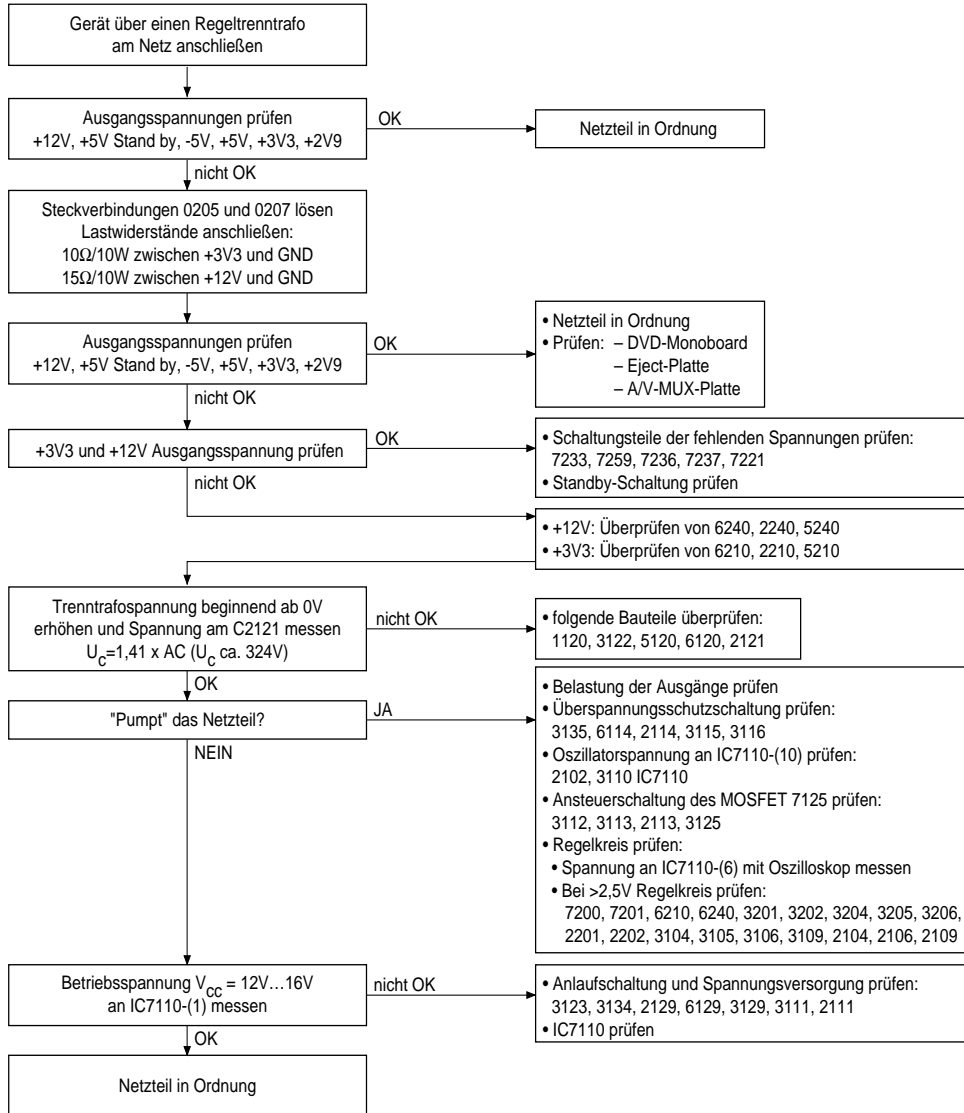 Gerät über einen Regeltrenntrafo
am Netz anschließen
Ausgangsspannungen prüfen
+12V, +5V Stand by, -5V, +5V, +3V3, +2V9
OK
Netzteil in Ordnung
nicht OK
Steckverbindungen 0205 und 0207 lösen
Lastwiderstände anschließen:
10Ω/10W zwischen +3V3 und GND
15Ω/10W zwischen +12V und GND
Ausgangsspannungen prüfen
+12V, +5V Stand by, -5V, +5V, +3V3, +2V9
OK
• Netzteil in Ordnung
• Prüfen: – DVD-Monoboard
– Eject-Platte
– A/V-MUX-Platte
nicht OK
+3V3 und +12V Ausgangsspannung prüfen
OK
• Schaltungsteile der fehlenden Spannungen prüfen:
7233, 7259, 7236, 7237, 7221
• Standby-Schaltung prüfen
nicht OK
• +12V: Überprüfen von 6240, 2240, 5240
• +3V3: Überprüfen von 6210, 2210, 5210
Trenntrafospannung beginnend ab 0V
erhöhen und Spannung am C2121 messen
UC=1,41 x AC (UC ca. 324V)
nicht OK
• folgende Bauteile überprüfen:
1120, 3122, 5120, 6120, 2121
OK
"Pumpt" das Netzteil?
JA
• Belastung der Ausgänge prüfen
• Überspannungsschutzschaltung prüfen:
3135, 6114, 2114, 3115, 3116
• Oszillatorspannung an IC7110-(10) prüfen:
2102, 3110 IC7110
• Ansteuerschaltung des MOSFET 7125 prüfen:
3112, 3113, 2113, 3125
• Regelkreis prüfen:
• Spannung an IC7110-(6) mit Oszilloskop messen
• Bei >2,5V Regelkreis prüfen:
7200, 7201, 6210, 6240, 3201, 3202, 3204, 3205, 3206,
2201, 2202, 3104, 3105, 3106, 3109, 2104, 2106, 2109
NEIN
Betriebsspannung VCC = 12V...16V
an IC7110-(1) messen
nicht OK
• Anlaufschaltung und Spannungsversorgung prüfen:
3123, 3134, 2129, 6129, 3129, 3111, 2111
• IC7110 prüfen
OK
Netzteil in Ordnung